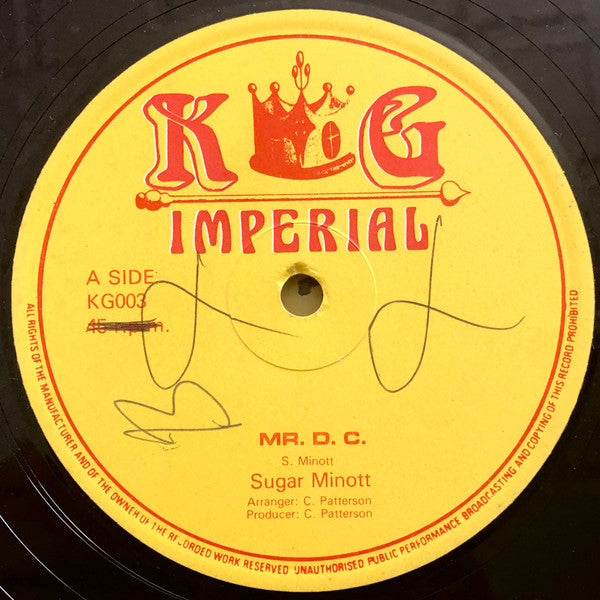 K G
IMPERIAL
A SIDE
KG003
45 r.p.m.
B
MR. D. C.
S. Minott
Sugar Minott
Arranger: C. Patterson
Producer: C. Patterson
ALL RIGHTS OF THE MANUFACTURER AND OF THE OWNER OF THE RECORDED WORK RESERVED UNAUTHORISED PUBLIC PERFORMANCE BROADCASTING AND COPYING OF THIS RECORD PROHIBITED